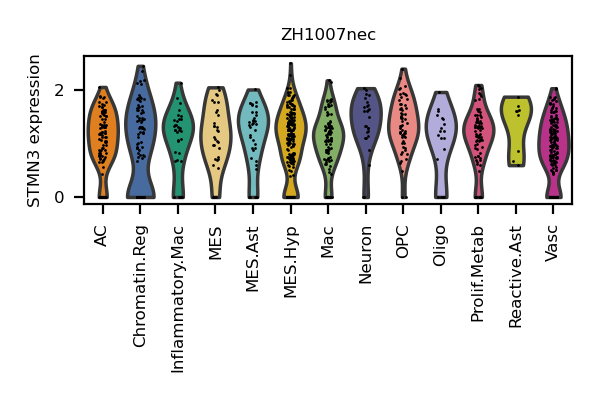 ZH1007nec
STMN3 expression
2
0
AC
Chromatin.Reg
Inflammatory.Mac
MES
MES.Ast
MES.Hyp
Mac
Neuron
OPC
Oligo
Prolif.Metab
Reactive.Ast
Vasc